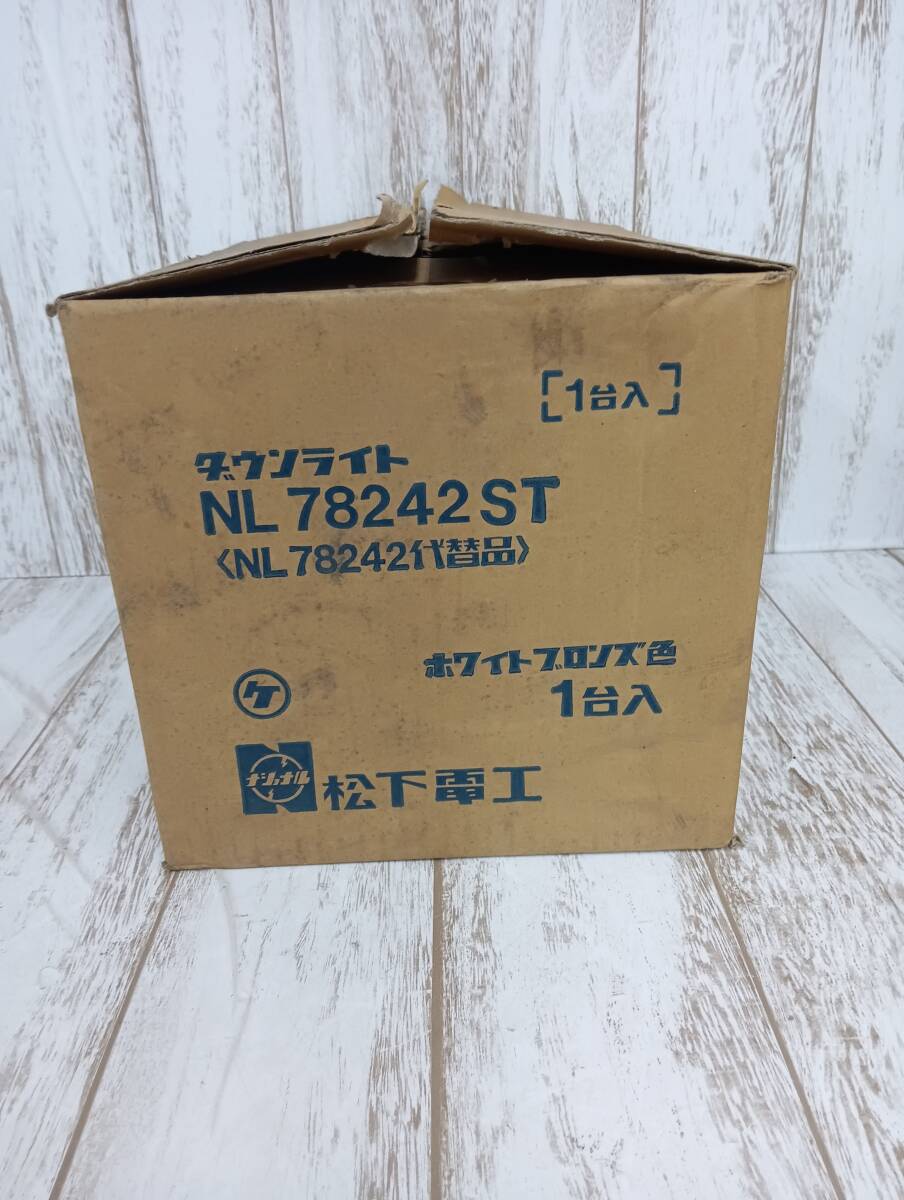 [1台入]
ダウンライト
NL78242ST
〈NL78242代替品〉
ホワイトブロンズ色
1台入
ケ
ナショナル 松下電工